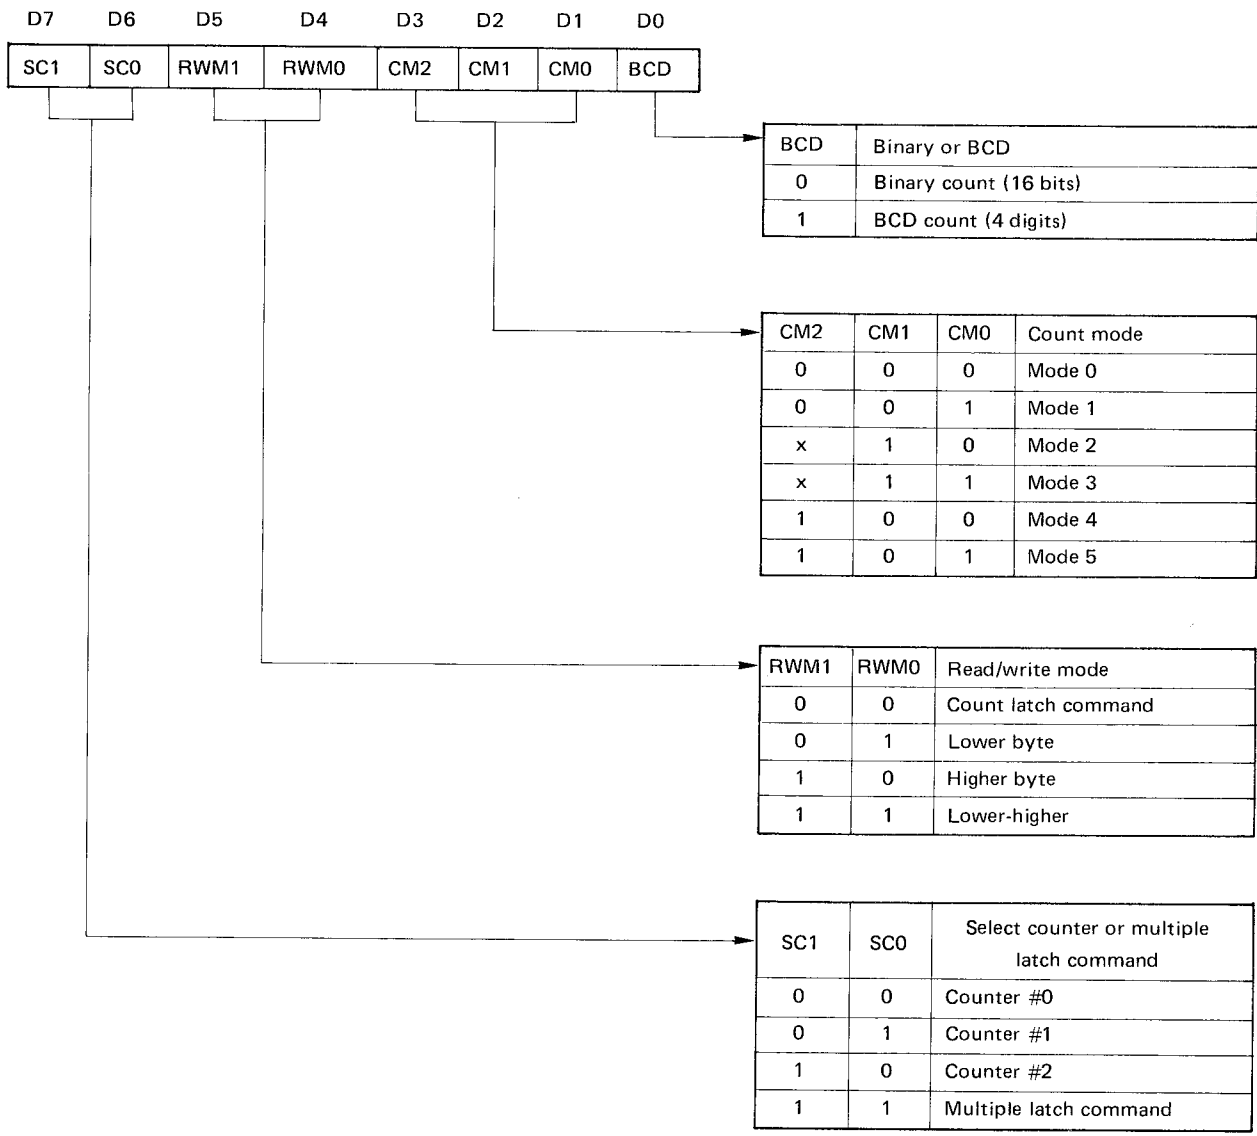 D7 D6 D5 D4 D3 D2 D1 D0
SC1 SC0 RWM1 RWM0 CM2 CM1 CM0 BCD
BCD Binary or BCD
0 Binary count (16 bits)
1 BCD count (4 digits)
CM2 CM1 CM0 Count mode
0 0 0 Mode 0
0 0 1 Mode 1
x 1 0 Mode 2
x 1 1 Mode 3
1 0 0 Mode 4
1 0 1 Mode 5
RWM1 RWM0 Read/write mode
0 0 Count latch command
0 1 Lower byte
1 0 Higher byte
1 1 Lower-higher
SC1 SC0 Select counter or multiple
latch command
0 0 Counter #0
0 1 Counter #1
1 0 Counter #2
1 1 Multiple latch command